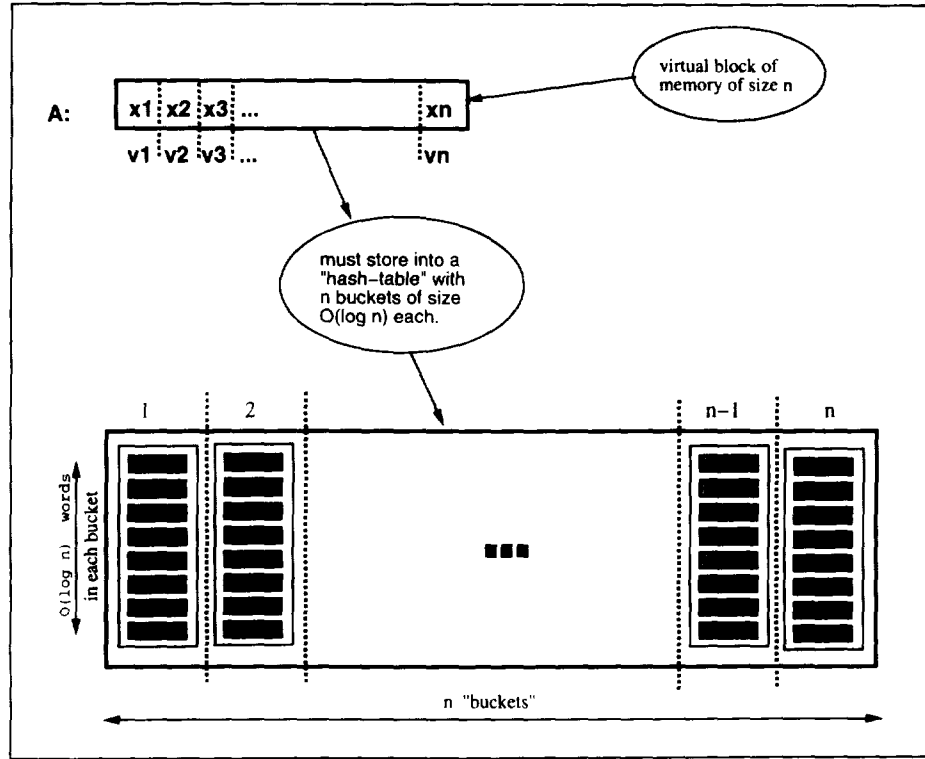 virtual block of
memory of size n
A:
x1 x2 x3 ... xn
v1 v2 v3 ... vn
must store into a
"hash-table" with
n buckets of size
O(log n) each.
1 2 n-1 n
O(log n) words
in each bucket
n "buckets"